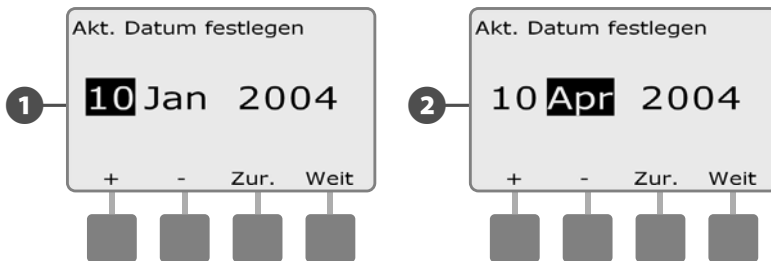 Akt. Datum festlegen
1 10 Jan 2004
+ - Zur. Weit
Akt. Datum festlegen
2 10 Apr 2004
+ - Zur. Weit